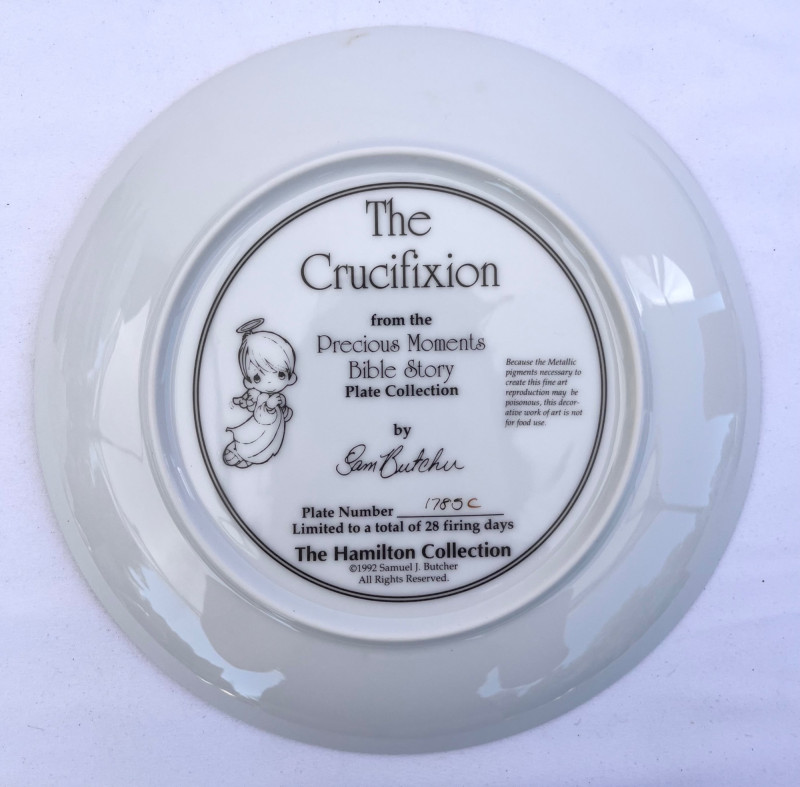 The
Crucifixion
from the
Precious Moments
Bible Story
Plate Collection
by
Sam Butcher
Plate Number 1785C
Limited to a total of 28 firing days
The Hamilton Collection
©1992 Samuel J. Butcher
All Rights Reserved.
Because the Metallic
pigments necessary to
create this fine art
reproduction may be
poisonous, this decor-
ative work of art is not
for food use.